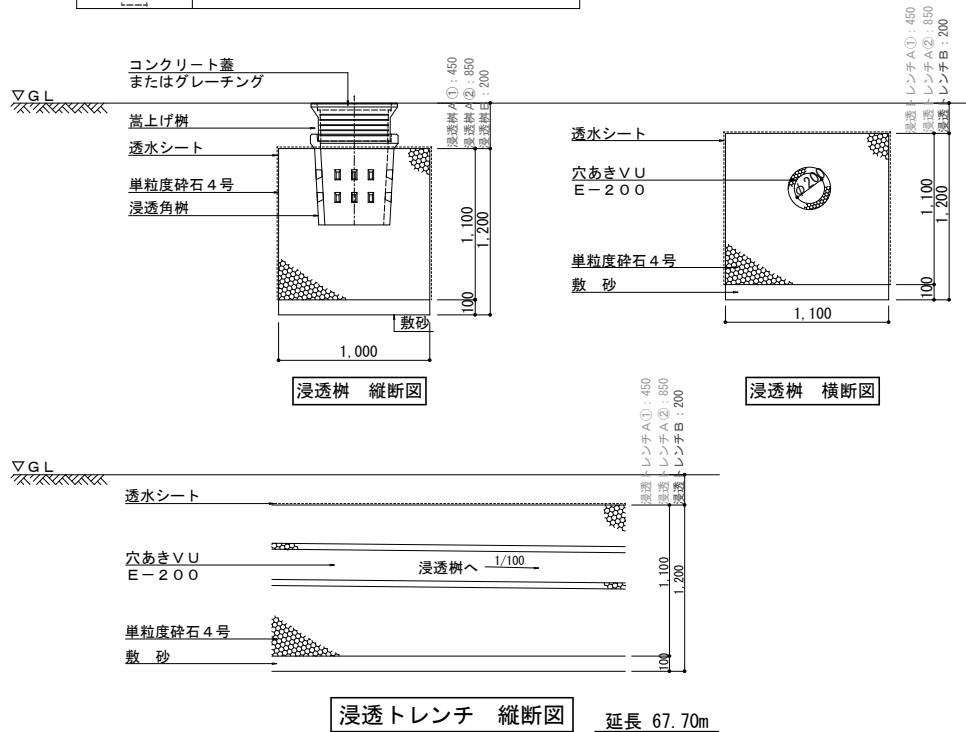 コンクリート蓋
またはグレーチング
▽GL
嵩上げ桝
透水シート
単粒度砕石4号
浸透角桝
浸透桝A①：450
浸透桝A②：850
浸透桝B：200
1,100
1,200
100
敷砂
1,000
浸透桝　縦断図
浸透トレンチA①：450
浸透トレンチA②：850
浸透トレンチB：200
透水シート
穴あきVU
E－200
φ200
単粒度砕石4号
敷　砂
1,100
1,200
100
1,100
浸透桝　横断図
浸透トレンチA①：450
浸透トレンチA②：850
浸透トレンチB：200
▽GL
透水シート
穴あきVU
E－200
浸透桝へ 1/100
単粒度砕石4号
敷　砂
1,100
1,200
100
浸透トレンチ　縦断図
延長 67.70m